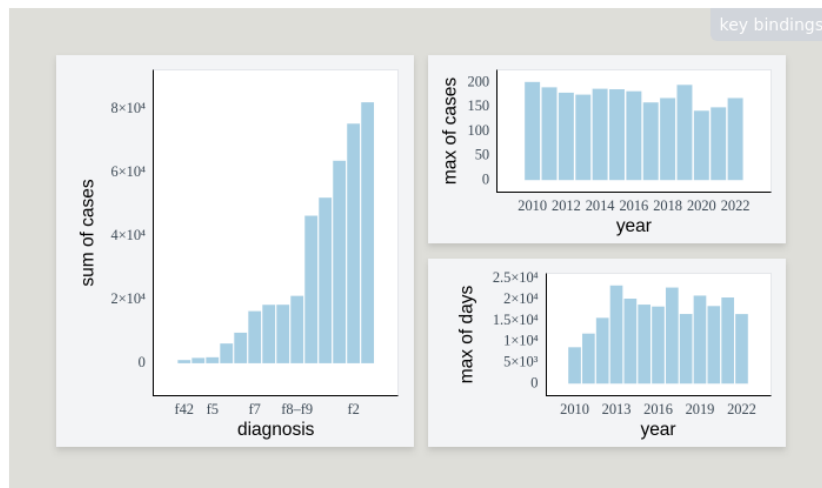 key bindings
8×10⁴
6×10⁴
4×10⁴
2×10⁴
0
sum of cases
f42 f5 f7 f8–f9 f2
diagnosis
200
150
100
50
0
max of cases
2010 2012 2014 2016 2018 2020 2022
year
2.5×10⁴
2×10⁴
1.5×10⁴
1×10⁴
5×10³
0
max of days
2010 2013 2016 2019 2022
year